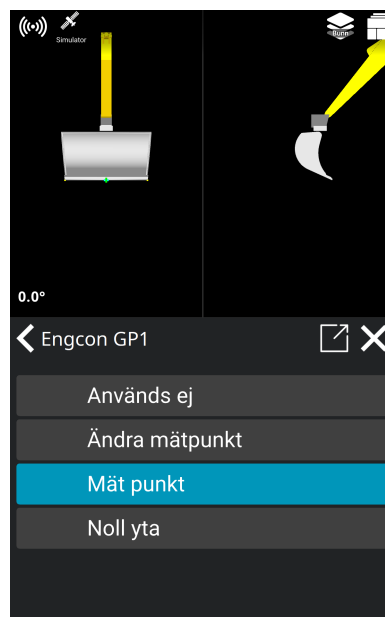 Simulator
Bunn
0.0°
Engcon GP1
Används ej
Ändra mätpunkt
Mät punkt
Noll yta